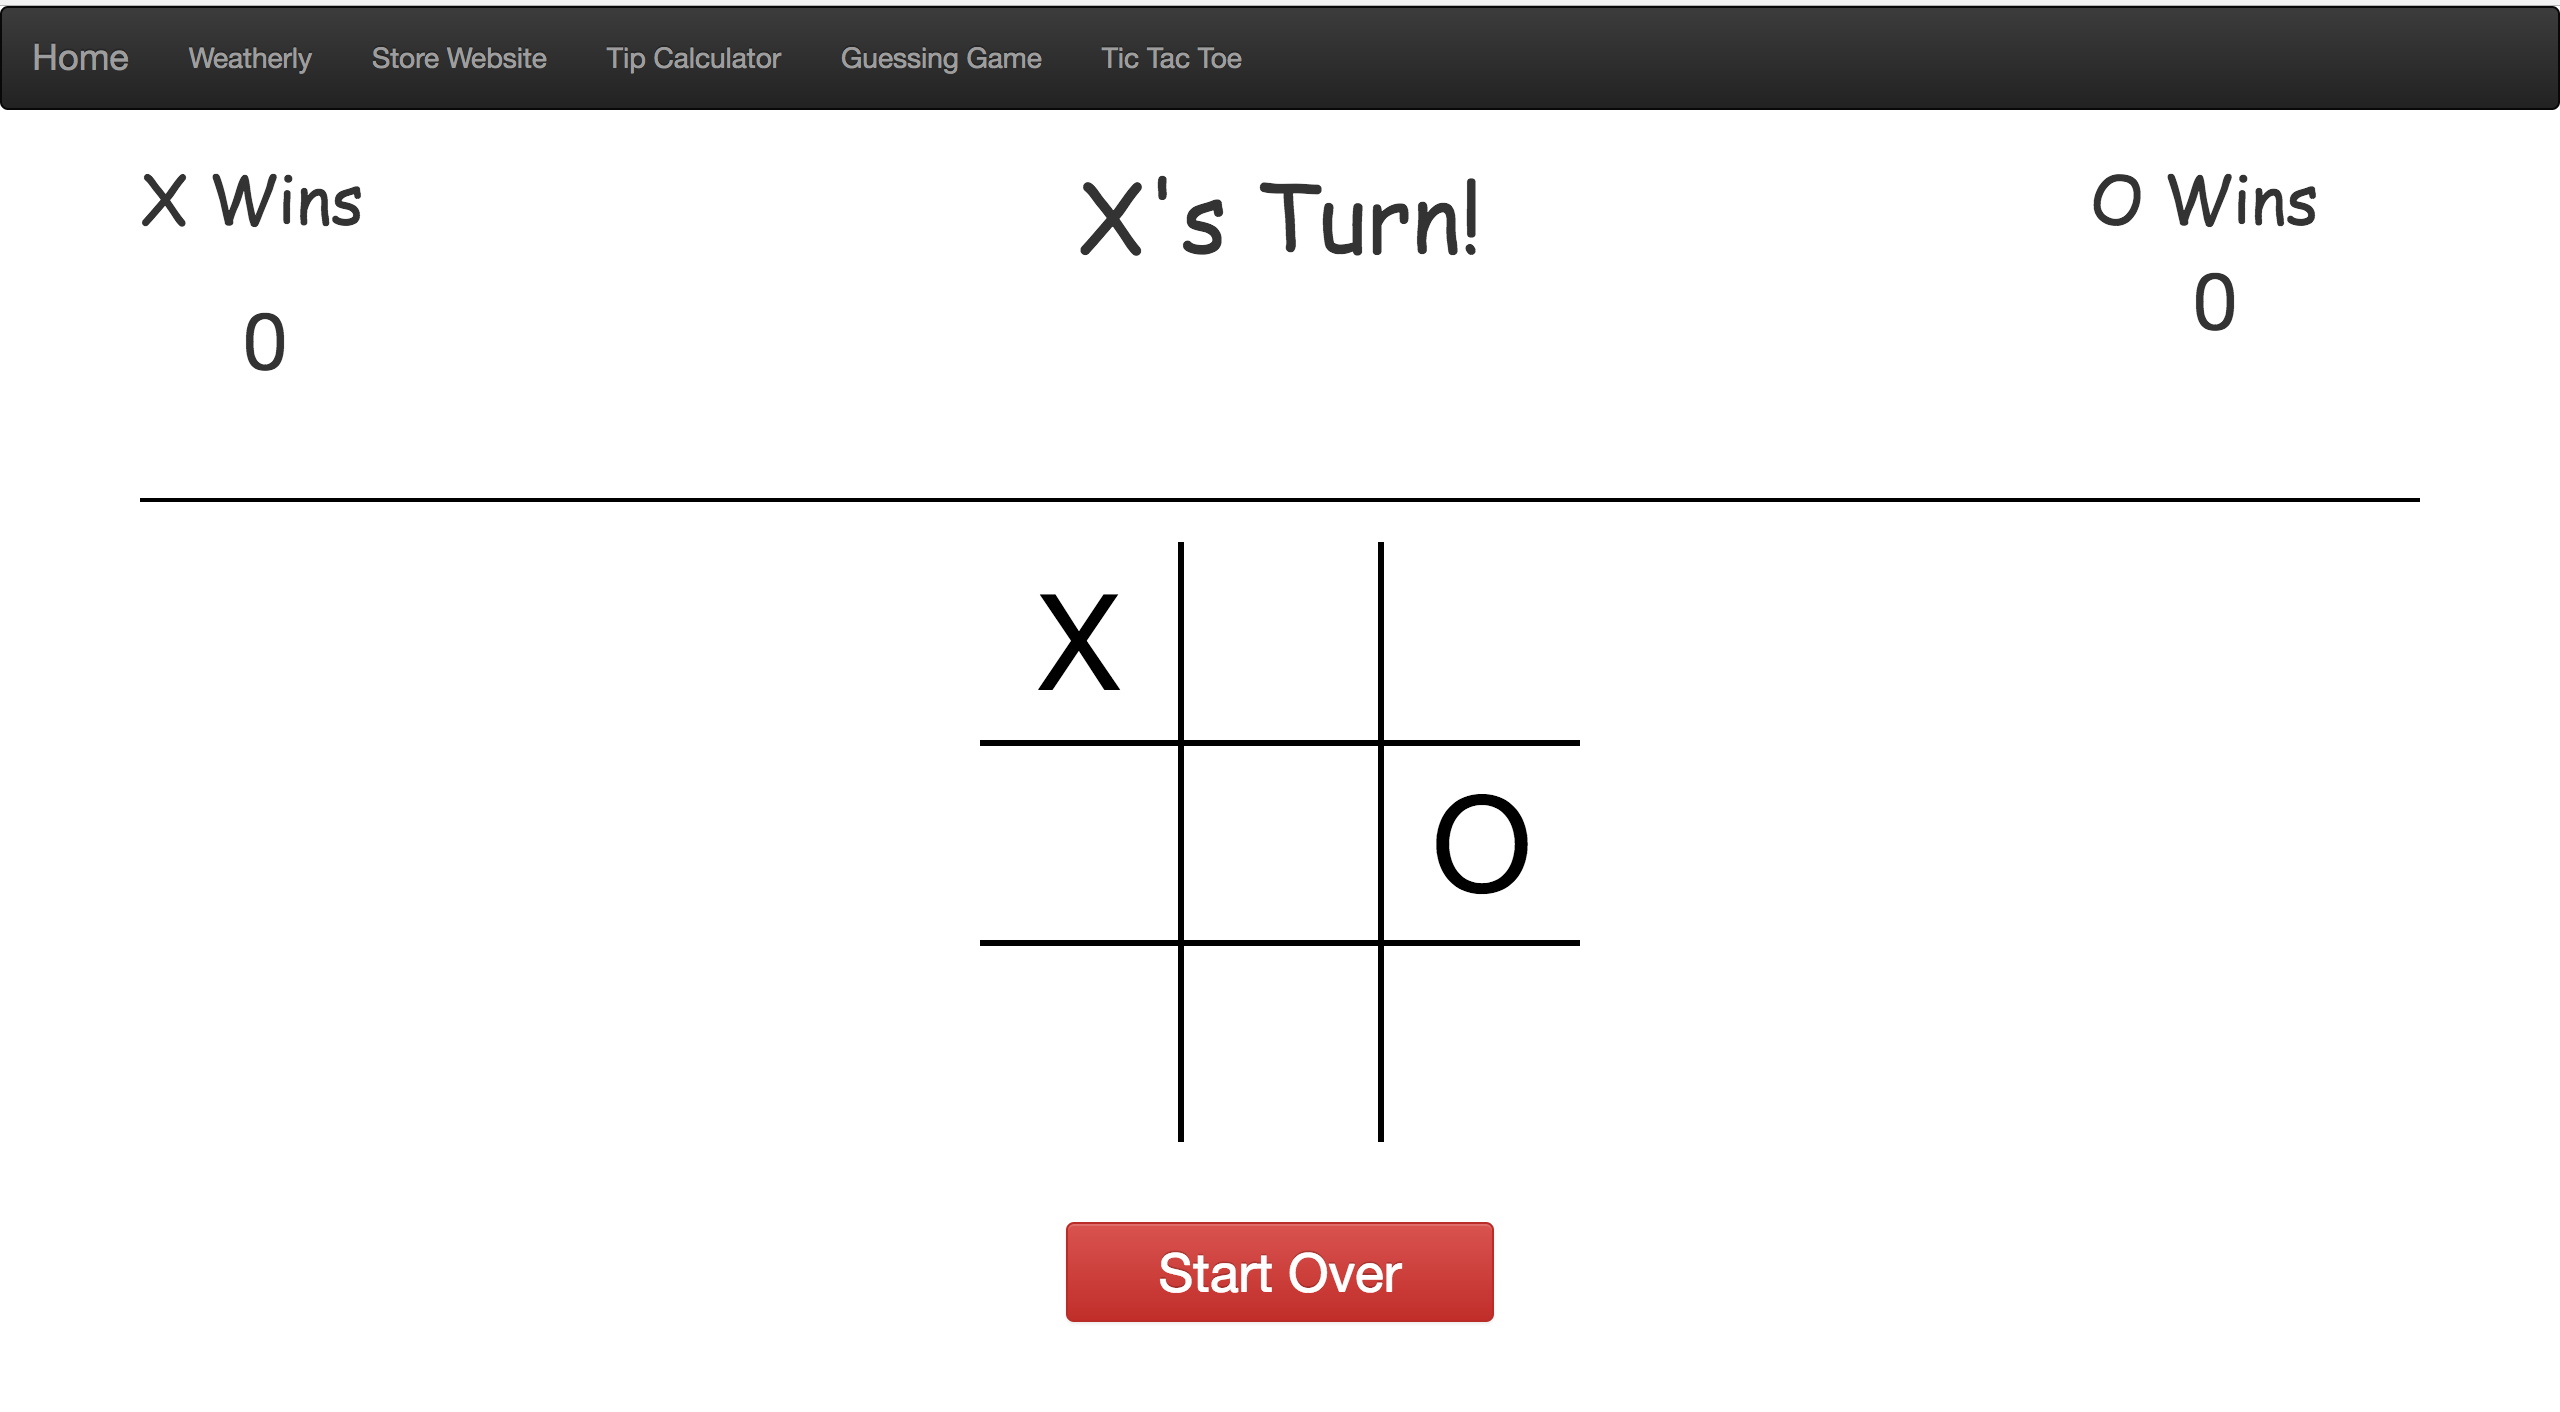 Home Weatherly Store Website Tip Calculator Guessing Game Tic Tac Toe
X Wins
0
X's Turn!
O Wins
0
X
O
Start Over